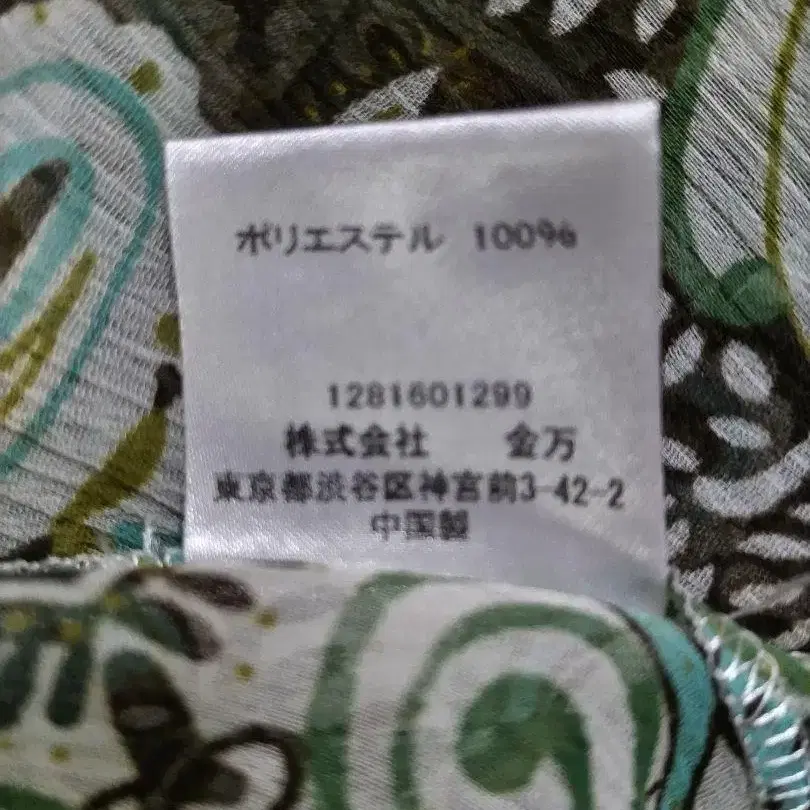 ポリエステル 100%
1281601299
株式会社 金万
東京都渋谷区神宮前3-42-2
中国製